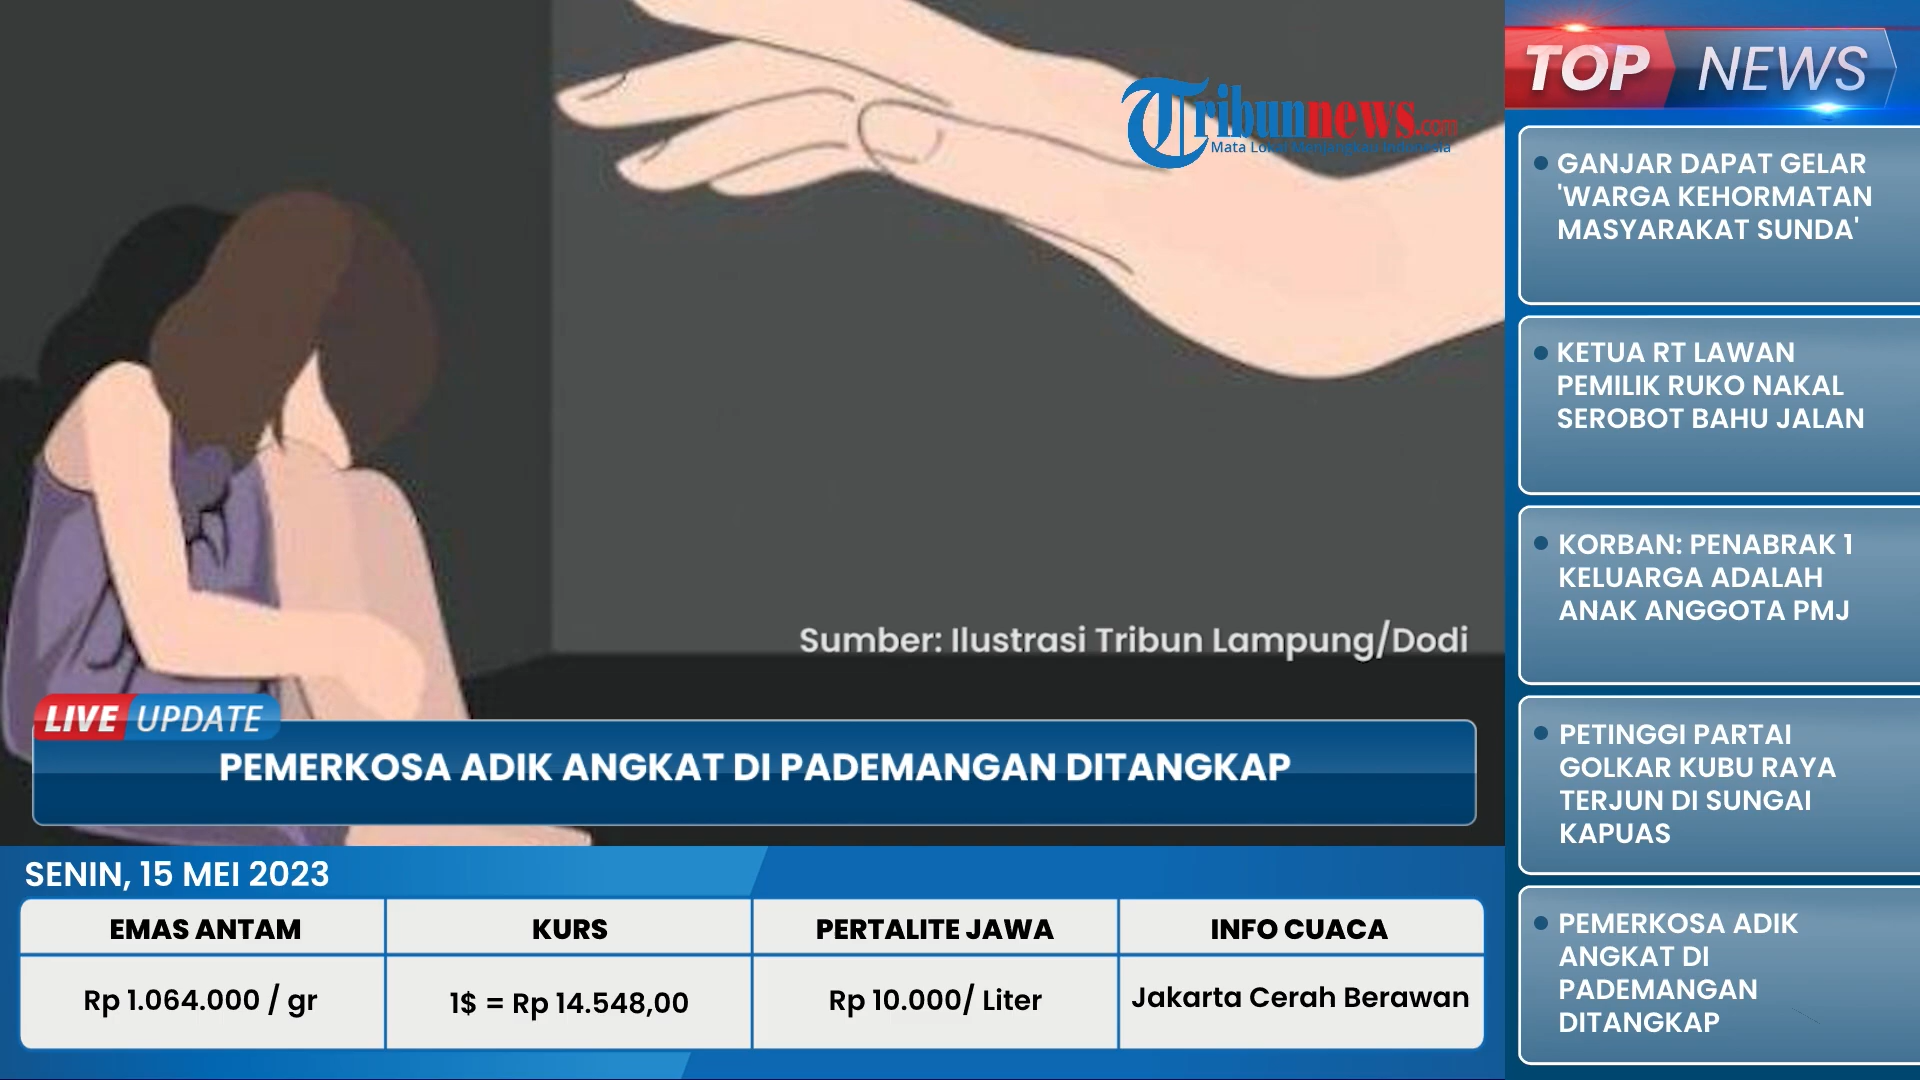 Tribunnews.com
Mata Lokal Menjangkau Indonesia
Sumber: Ilustrasi Tribun Lampung/Dodi
LIVE UPDATE
PEMERKOSA ADIK ANGKAT DI PADEMANGAN DITANGKAP
SENIN, 15 MEI 2023
EMAS ANTAM
KURS
PERTALITE JAWA
INFO CUACA
Rp 1.064.000 / gr
1$ = Rp 14.548,00
Rp 10.000/ Liter
Jakarta Cerah Berawan
TOP NEWS
GANJAR DAPAT GELAR
'WARGA KEHORMATAN
MASYARAKAT SUNDA'
KETUA RT LAWAN
PEMILIK RUKO NAKAL
SEROBOT BAHU JALAN
KORBAN: PENABRAK 1
KELUARGA ADALAH
ANAK ANGGOTA PMJ
PETINGGI PARTAI
GOLKAR KUBU RAYA
TERJUN DI SUNGAI
KAPUAS
PEMERKOSA ADIK
ANGKAT DI
PADEMANGAN
DITANGKAP